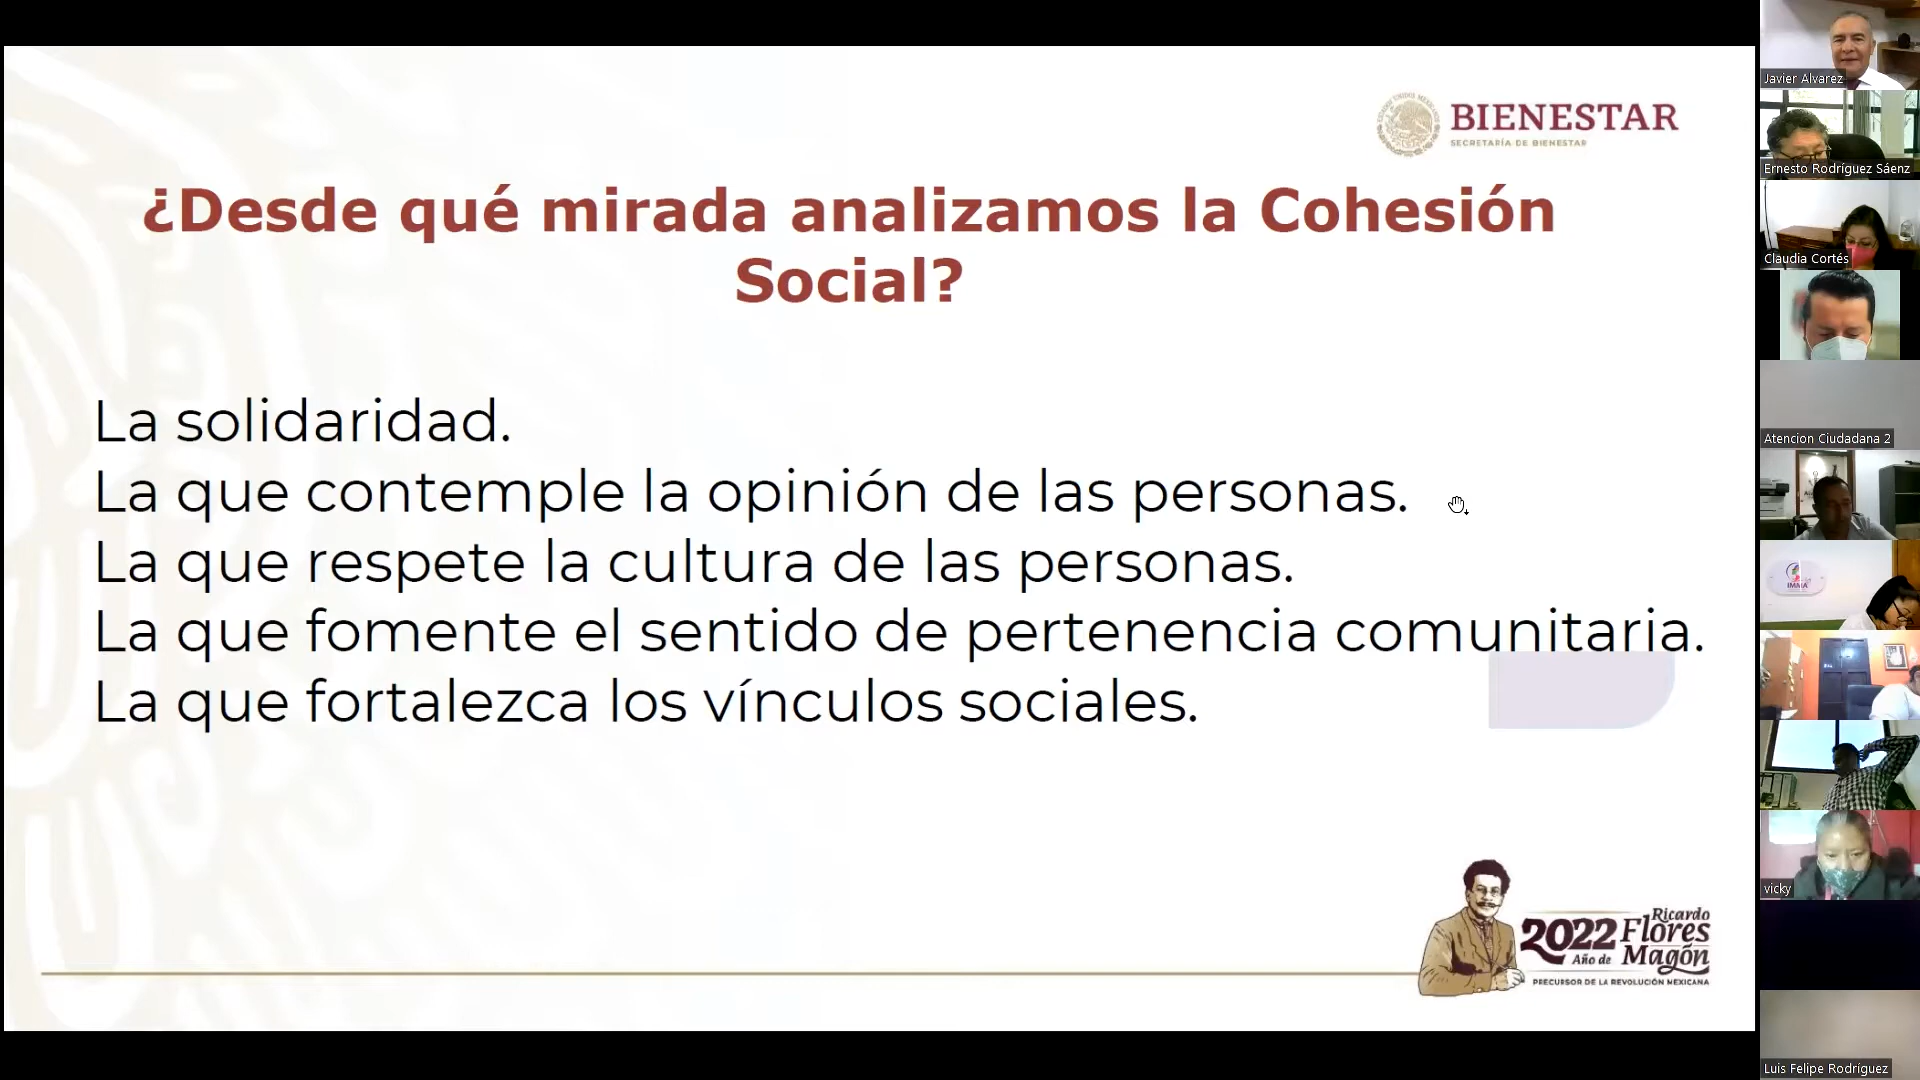 BIENESTAR
SECRETARÍA DE BIENESTAR
¿Desde qué mirada analizamos la Cohesión
Social?
La solidaridad.
La que contemple la opinión de las personas.
La que respete la cultura de las personas.
La que fomente el sentido de pertenencia comunitaria.
La que fortalezca los vínculos sociales.
2022 Ricardo
Flores
Año de Magón
PRECURSOR DE LA REVOLUCIÓN MEXICANA
Javier Alvarez
Ernesto Rodríguez Sáenz
Claudia Cortés
Atencion Ciudadana 2
IMMA
vicky
Luis Felipe Rodríguez